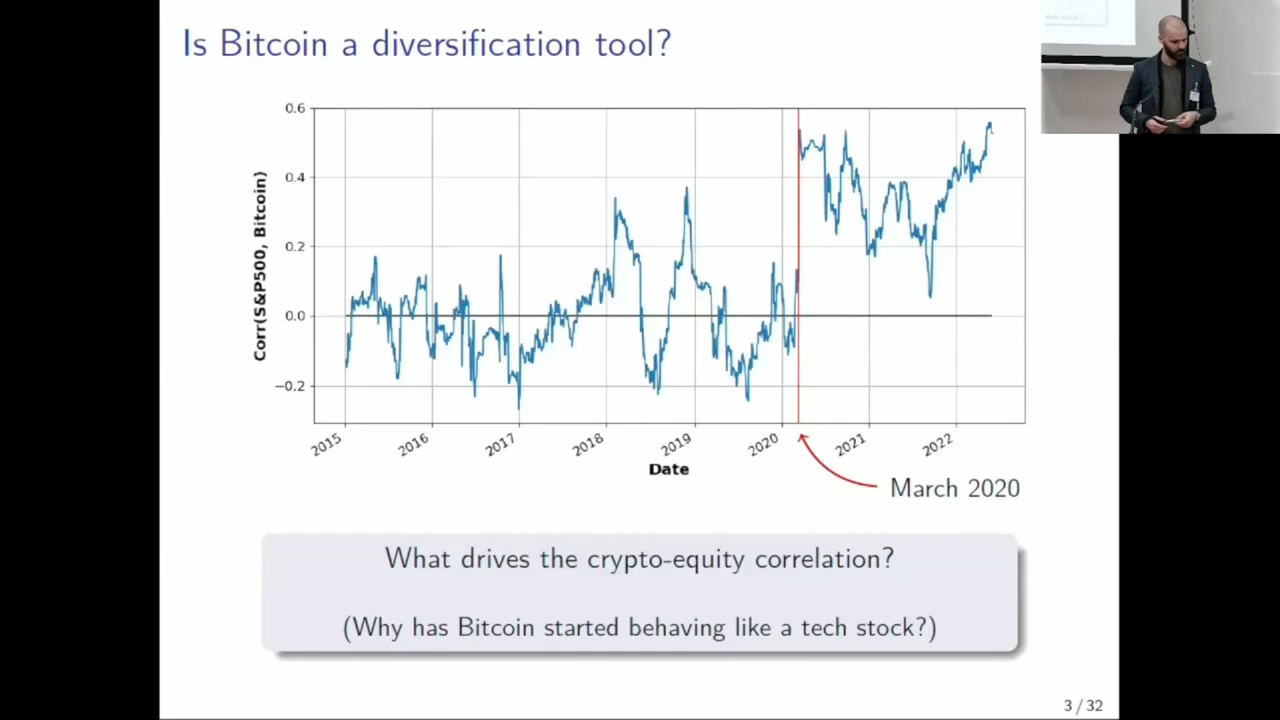 Is Bitcoin a diversification tool?
0.6
0.4
0.2
0.0
−0.2
Corr(S&P500, Bitcoin)
2015
2016
2017
2018
2019
2020
2021
2022
Date
March 2020
What drives the crypto-equity correlation?
(Why has Bitcoin started behaving like a tech stock?)
3 / 32